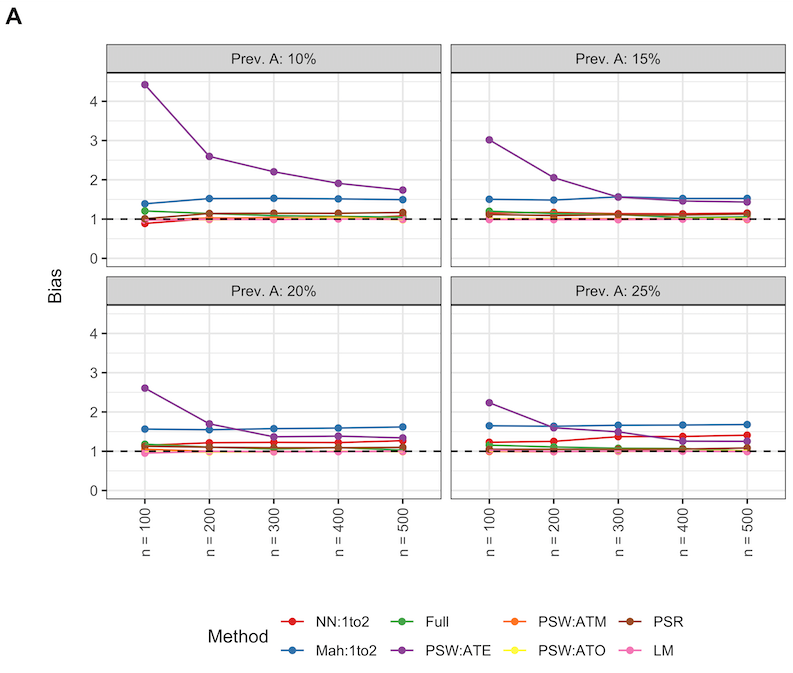 A
Prev. A: 10%
Prev. A: 15%
4
3
2
1
0
Prev. A: 20%
Prev. A: 25%
4
3
2
1
0
Bias
n = 100
n = 200
n = 300
n = 400
n = 500
n = 100
n = 200
n = 300
n = 400
n = 500
Method
NN:1to2
Full
PSW:ATM
PSR
Mah:1to2
PSW:ATE
PSW:ATO
LM